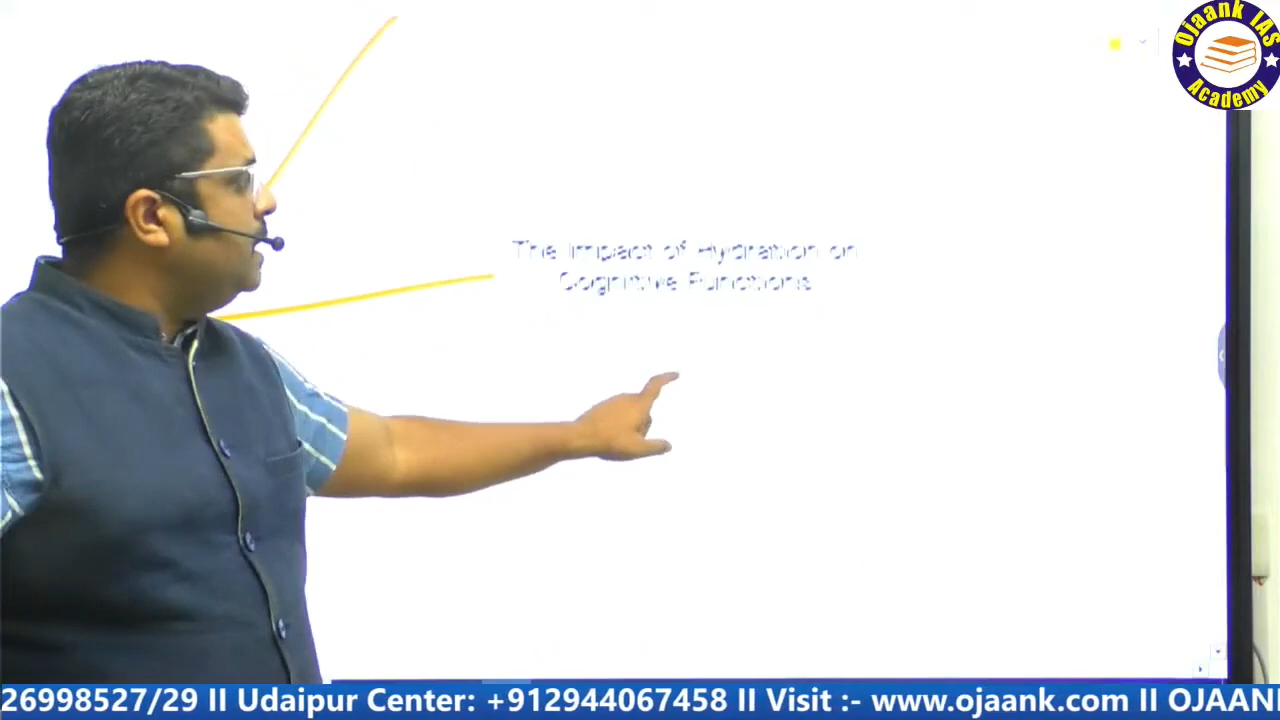 Ojaank IAS
Academy
The Impact of Hydration on
Cognitive Functions
26998527/29 II Udaipur Center: +912944067458 II Visit :- www.ojaank.com II OJAAN